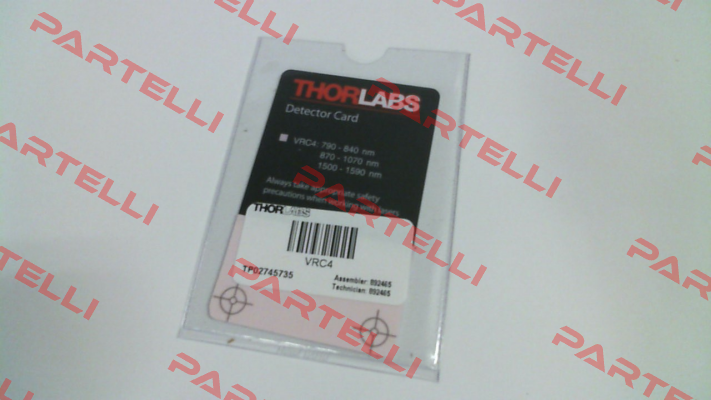 THORLABS
Detector Card
VRC4: 790 - 840 nm
870 - 1070 nm
1500 - 1590 nm
Always take appropriate safety
precautions when working with lasers
THORLABS
VRC4
TP02745735
Assembler: 892465
Technician: 892465
PARTELLI
PARTELLI
PARTELLI
PARTELLI
PARTELLI
PARTELLI
PARTELLI
PARTELLI